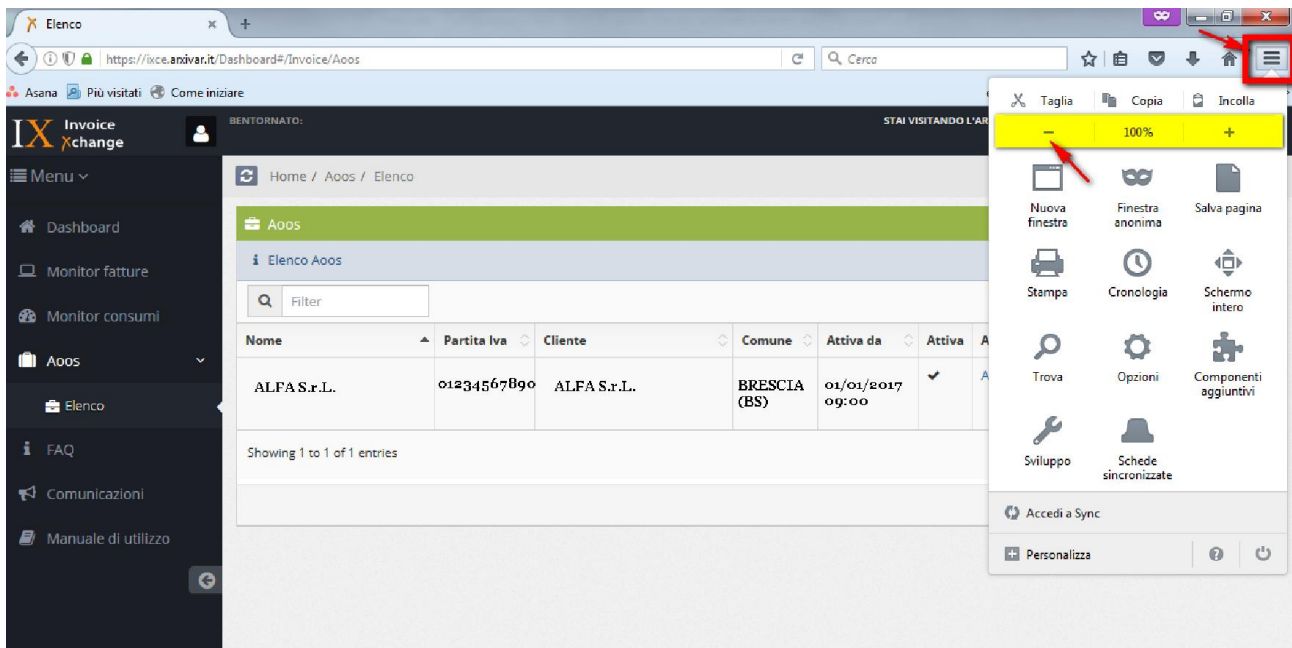 Elenco
https://ixce.arxivar.it/Dashboard#/Invoice/Aoos
Cerca
Asana Più visitati Come iniziare
IX Invoice Xchange
BENTORNATO:
STAI VISITANDO L'AR
Menu
Home / Aoos / Elenco
Dashboard
Monitor fatture
Monitor consumi
Aoos
Elenco
FAQ
Comunicazioni
Manuale di utilizzo
Aoos
Elenco Aoos
Filter
Nome Partita Iva Cliente Comune Attiva da Attiva A
ALFA S.r.L. 01234567890 ALFA S.r.L. BRESCIA 01/01/2017 A
(BS) 09:00
Showing 1 to 1 of 1 entries
Taglia Copia Incolla
− 100% +
Nuova finestra
Finestra anonima
Salva pagina
Stampa
Cronologia
Schermo intero
Trova
Opzioni
Componenti aggiuntivi
Sviluppo
Schede sincronizzate
Accedi a Sync
Personalizza